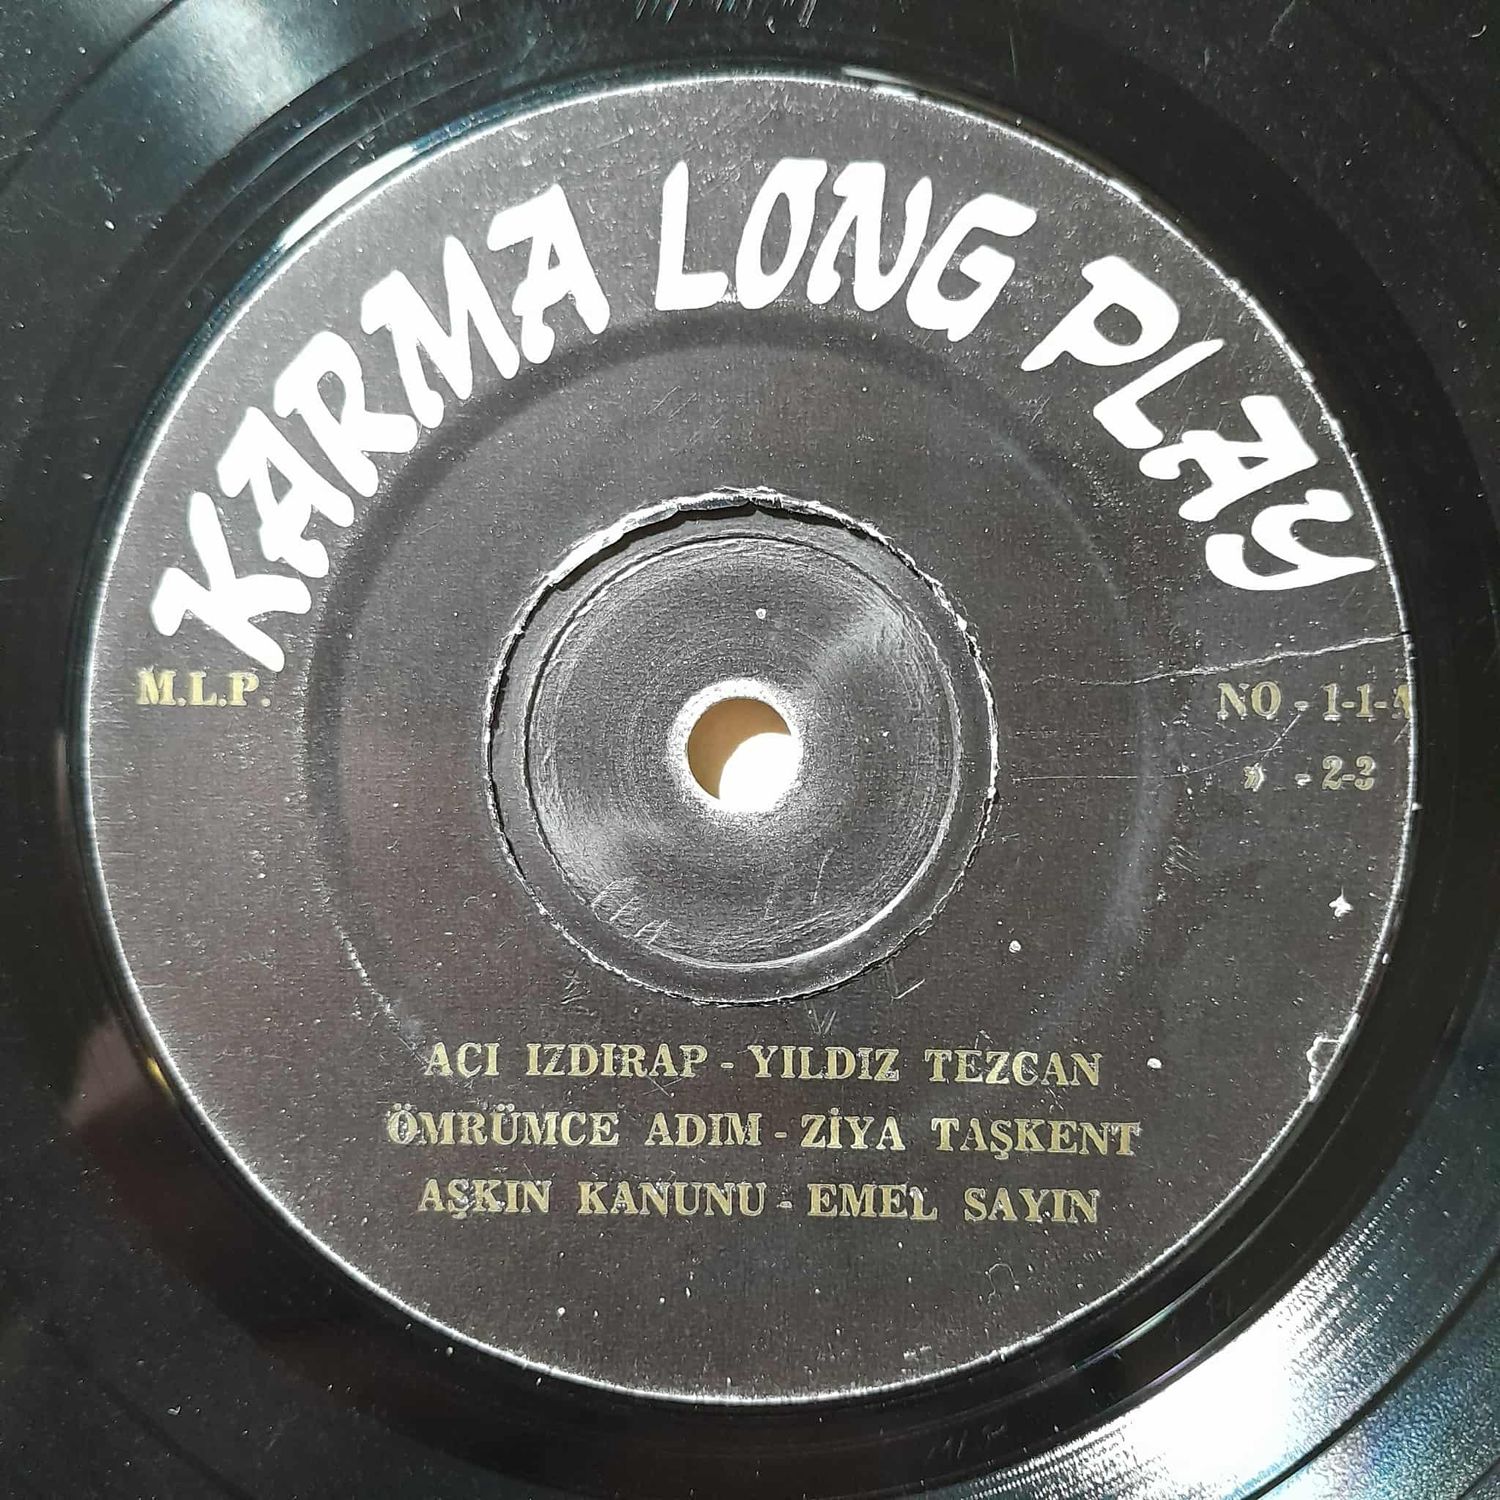 KARMA LONG PLAY
M.L.P. NO - 1-1-A
» - 2-3
ACI IZDIRAP - YILDIZ TEZCAN
ÖMRÜMCE ADIM - ZİYA TAŞKENT
AŞKIN KANUNU - EMEL SAYIN